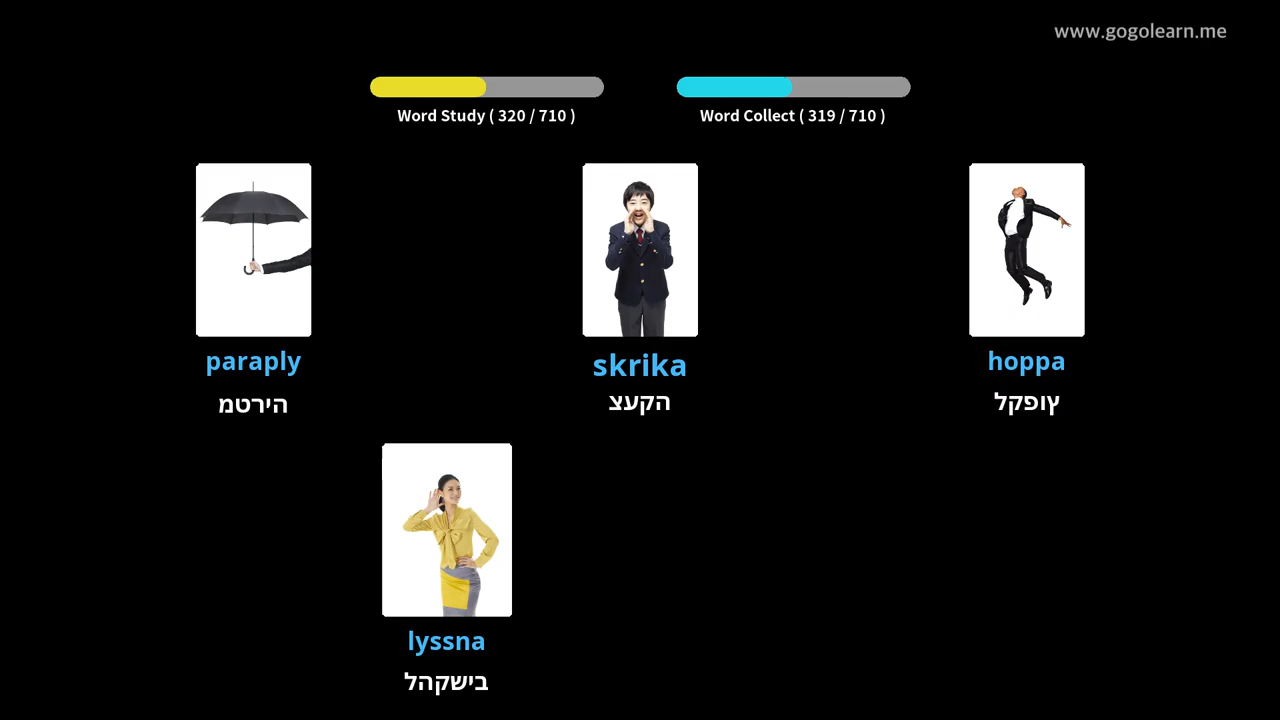 www.gogolearn.me
Word Study ( 320 / 710 )
Word Collect ( 319 / 710 )
paraply
הירטמ
skrika
הקעצ
hoppa
ץופקל
lyssna
בישקהל